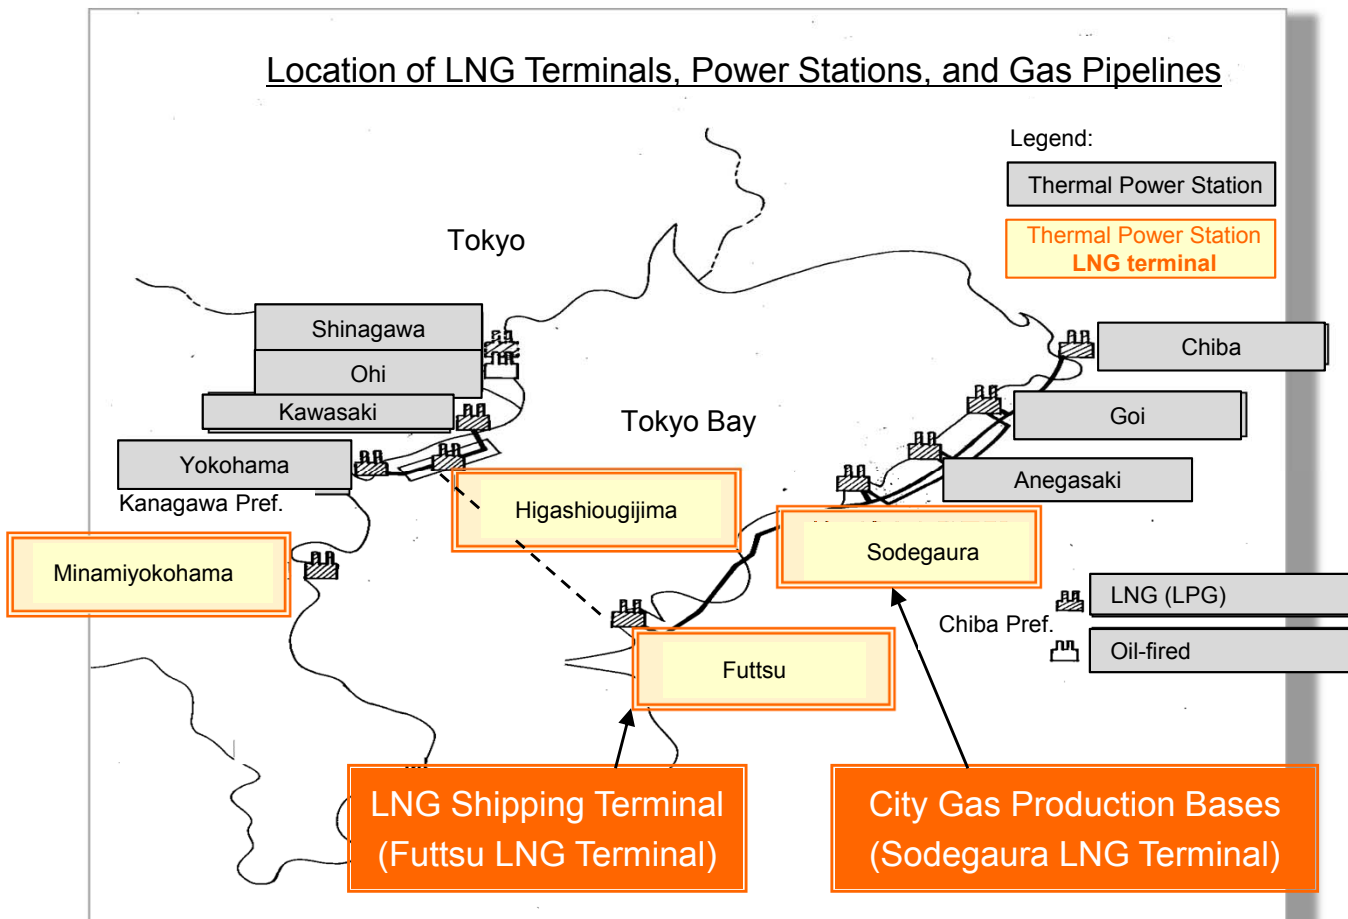 Location of LNG Terminals, Power Stations, and Gas Pipelines
Legend:
Thermal Power Station
Thermal Power Station
LNG terminal
Tokyo
Shinagawa
Ohi
Kawasaki
Yokohama
Kanagawa Pref.
Tokyo Bay
Chiba
Goi
Anegasaki
Higashiougijima
Sodegaura
Minamiyokohama
LNG (LPG)
Chiba Pref.
Oil-fired
Futtsu
LNG Shipping Terminal
(Futtsu LNG Terminal)
City Gas Production Bases
(Sodegaura LNG Terminal)